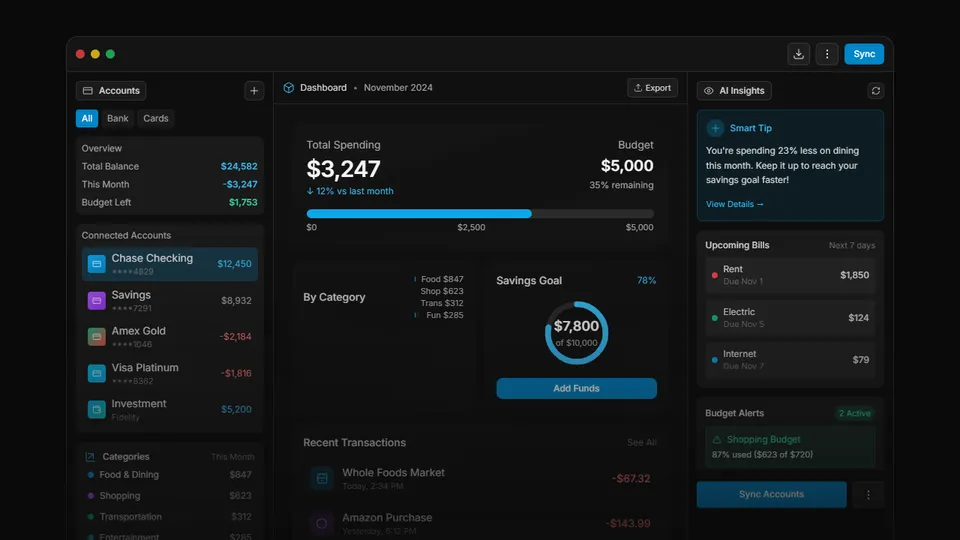 Sync
Accounts
All Bank Cards
Overview
Total Balance $24,582
This Month -$3,247
Budget Left $1,753
Connected Accounts
Chase Checking $12,450
****4829
Savings $8,932
****7291
Amex Gold -$2,184
****1046
Visa Platinum -$1,816
****8362
Investment $5,200
Fidelity
Categories This Month
Food & Dining $847
Shopping $623
Transportation $312
Entertainment $285
Dashboard • November 2024
Export
Total Spending Budget
$3,247 $5,000
↓ 12% vs last month 35% remaining
$0 $2,500 $5,000
By Category
Food $847
Shop $623
Trans $312
Fun $285
Savings Goal 78%
$7,800
of $10,000
Add Funds
Recent Transactions See All
Whole Foods Market -$67.32
Today, 2:34 PM
Amazon Purchase -$143.99
Yesterday, 6:12 PM
AI Insights
Smart Tip
You're spending 23% less on dining
this month. Keep it up to reach your
savings goal faster!
View Details →
Upcoming Bills Next 7 days
Rent $1,850
Due Nov 1
Electric $124
Due Nov 5
Internet $79
Due Nov 7
Budget Alerts 2 Active
Shopping Budget
87% used ($623 of $720)
Sync Accounts